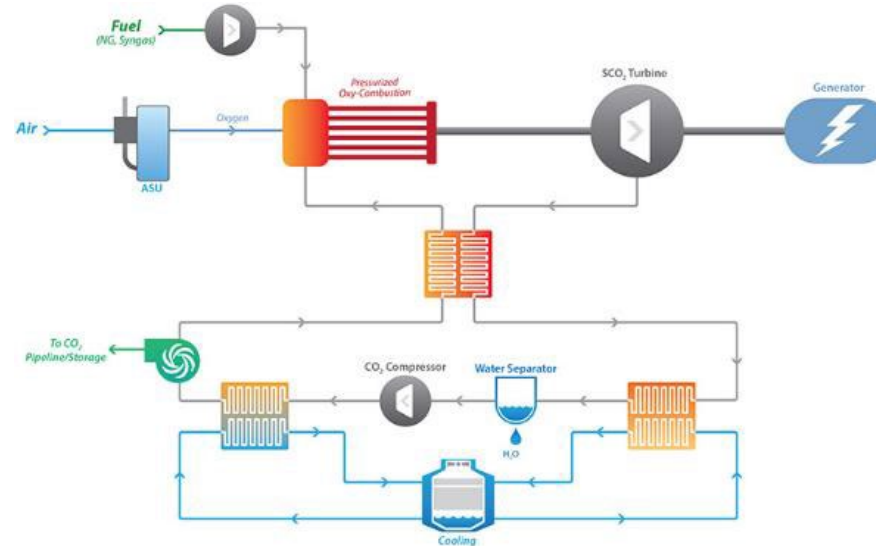 Fuel
(NG, Syngas)
Pressurized
Oxy-Combustion
SCO₂ Turbine
Generator
Air
Oxygen
ASU
To CO₂
Pipeline/Storage
CO₂ Compressor
Water Separator
H₂O
Cooling